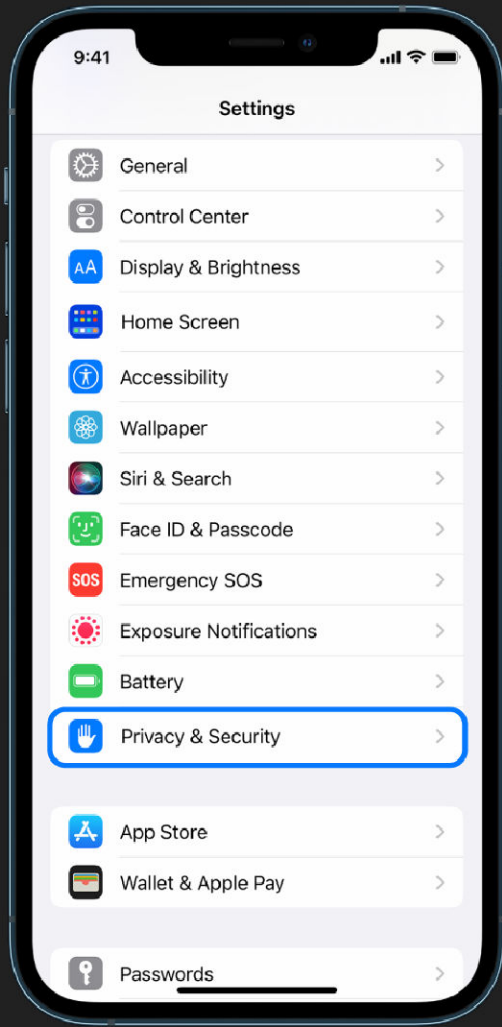 9:41
Settings
General
Control Center
AA Display & Brightness
Home Screen
Accessibility
Wallpaper
Siri & Search
Face ID & Passcode
SOS Emergency SOS
Exposure Notifications
Battery
Privacy & Security
App Store
Wallet & Apple Pay
Passwords